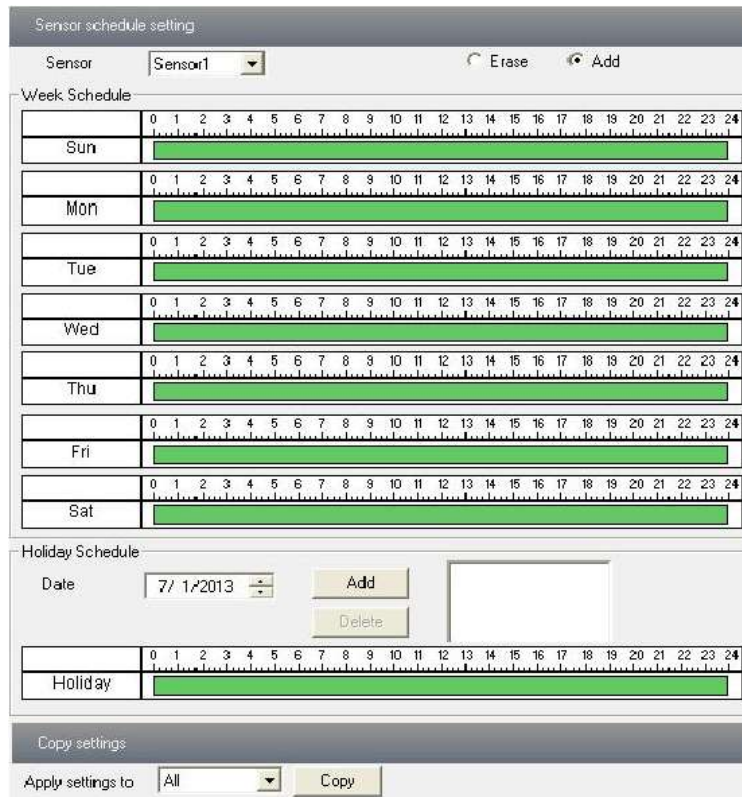 Sensor schedule setting
Sensor Sensor1 Erase Add
Week Schedule
0 1 2 3 4 5 6 7 8 9 10 11 12 13 14 15 16 17 18 19 20 21 22 23 24
Sun
0 1 2 3 4 5 6 7 8 9 10 11 12 13 14 15 16 17 18 19 20 21 22 23 24
Mon
0 1 2 3 4 5 6 7 8 9 10 11 12 13 14 15 16 17 18 19 20 21 22 23 24
Tue
0 1 2 3 4 5 6 7 8 9 10 11 12 13 14 15 16 17 18 19 20 21 22 23 24
Wed
0 1 2 3 4 5 6 7 8 9 10 11 12 13 14 15 16 17 18 19 20 21 22 23 24
Thu
0 1 2 3 4 5 6 7 8 9 10 11 12 13 14 15 16 17 18 19 20 21 22 23 24
Fri
0 1 2 3 4 5 6 7 8 9 10 11 12 13 14 15 16 17 18 19 20 21 22 23 24
Sat
Holiday Schedule
Date 7/ 1/2013 Add
Delete
0 1 2 3 4 5 6 7 8 9 10 11 12 13 14 15 16 17 18 19 20 21 22 23 24
Holiday
Copy settings
Apply settings to All Copy